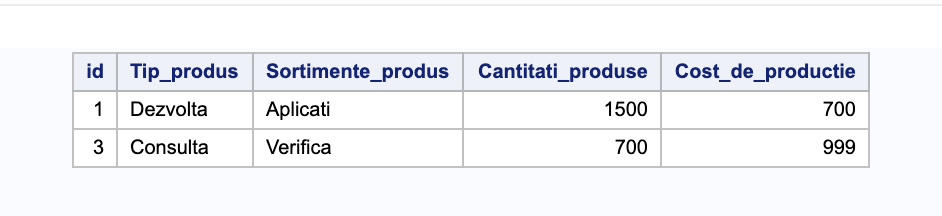 id Tip_produs Sortimente_produs Cantitati_produse Cost_de_productie
1 Dezvolta Aplicati 1500 700
3 Consulta Verifica 700 999